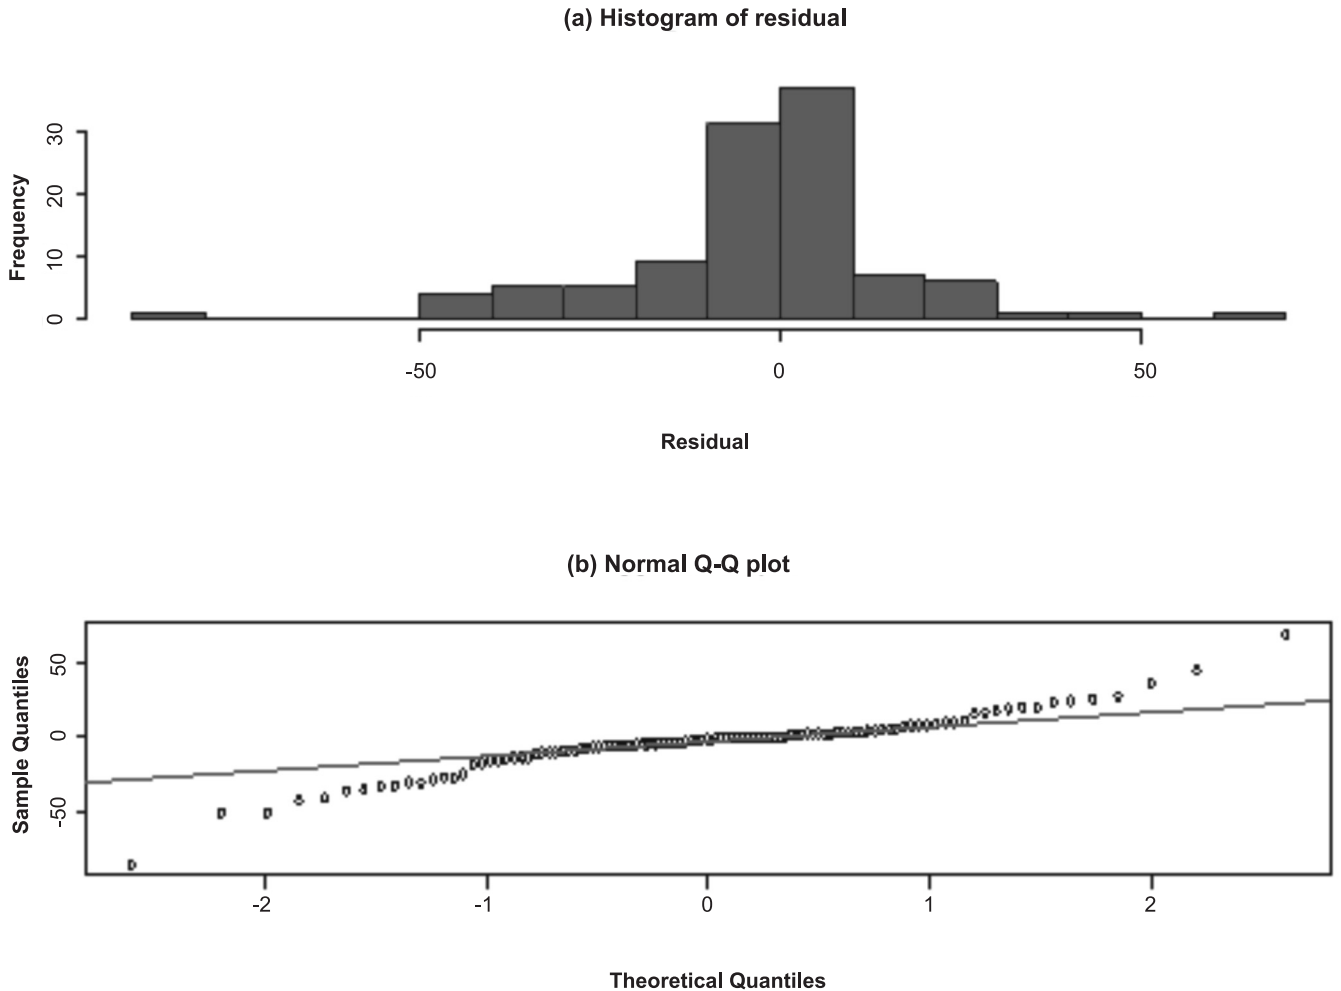 (a) Histogram of residual
30
20
10
0
Frequency
-50
0
50
Residual
(b) Normal Q-Q plot
50
0
-50
Sample Quantiles
-2
-1
0
1
2
Theoretical Quantiles